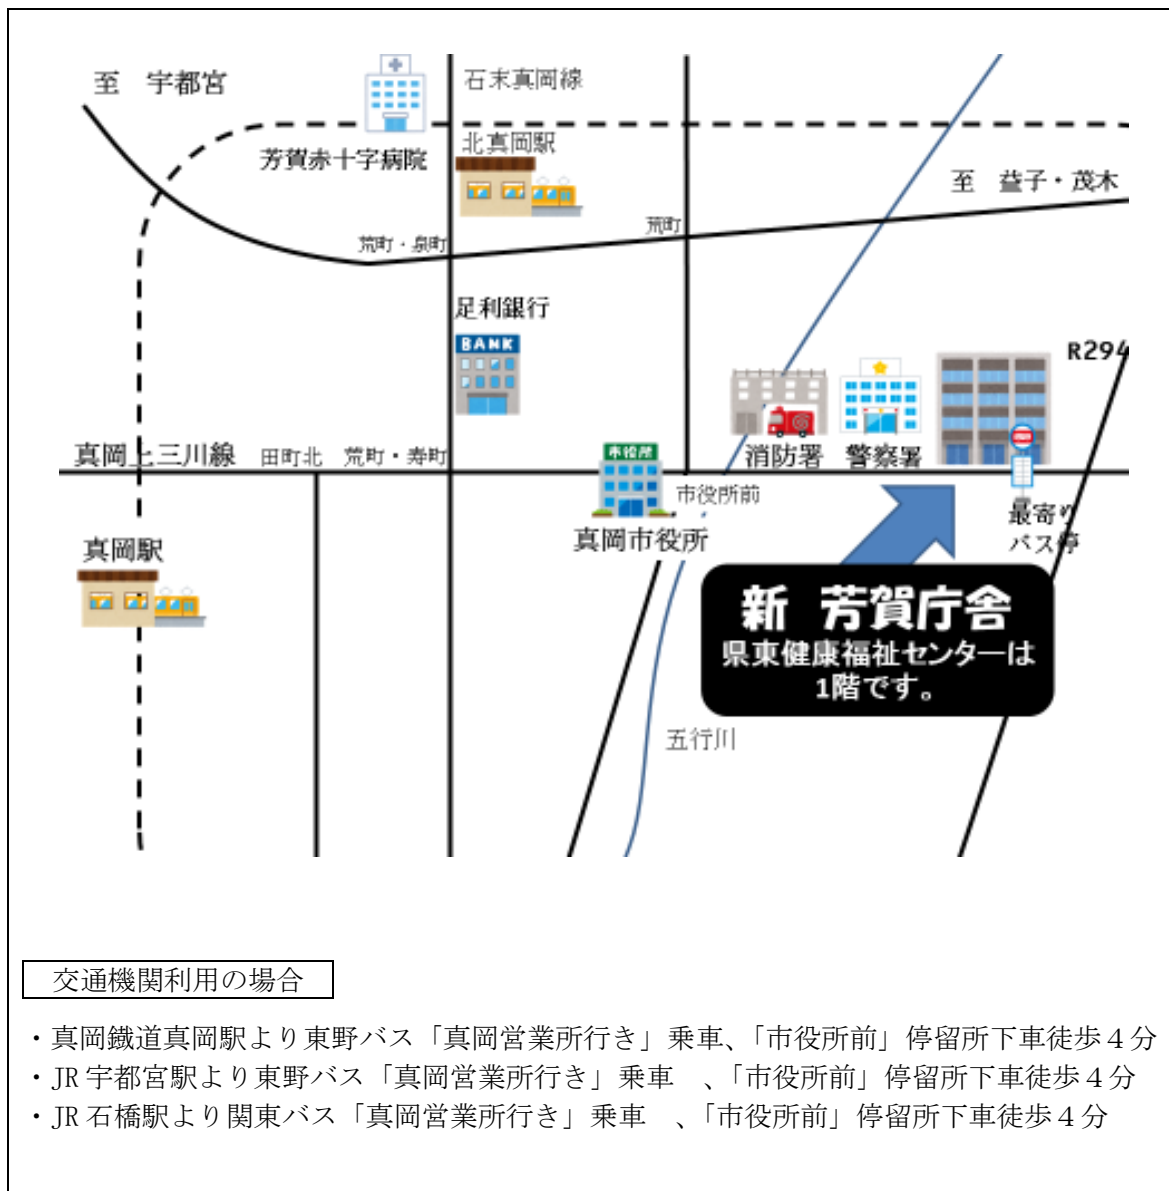 至　宇都宮
石末真岡線
北真岡駅
芳賀赤十字病院
至　益子・茂木
荒町
荒町・泉町
足利銀行
BANK
R294
真岡上三川線
田町北
荒町・寿町
市役所
消防署
警察署
市役所前
最寄り
バス停
真岡市役所
真岡駅
新 芳賀庁舎
県東健康福祉センターは
1階です。
五行川
交通機関利用の場合
・真岡鐵道真岡駅より東野バス「真岡営業所行き」乗車、「市役所前」停留所下車徒歩４分
・JR 宇都宮駅より東野バス「真岡営業所行き」乗車　、「市役所前」停留所下車徒歩４分
・JR 石橋駅より関東バス「真岡営業所行き」乗車　、「市役所前」停留所下車徒歩４分